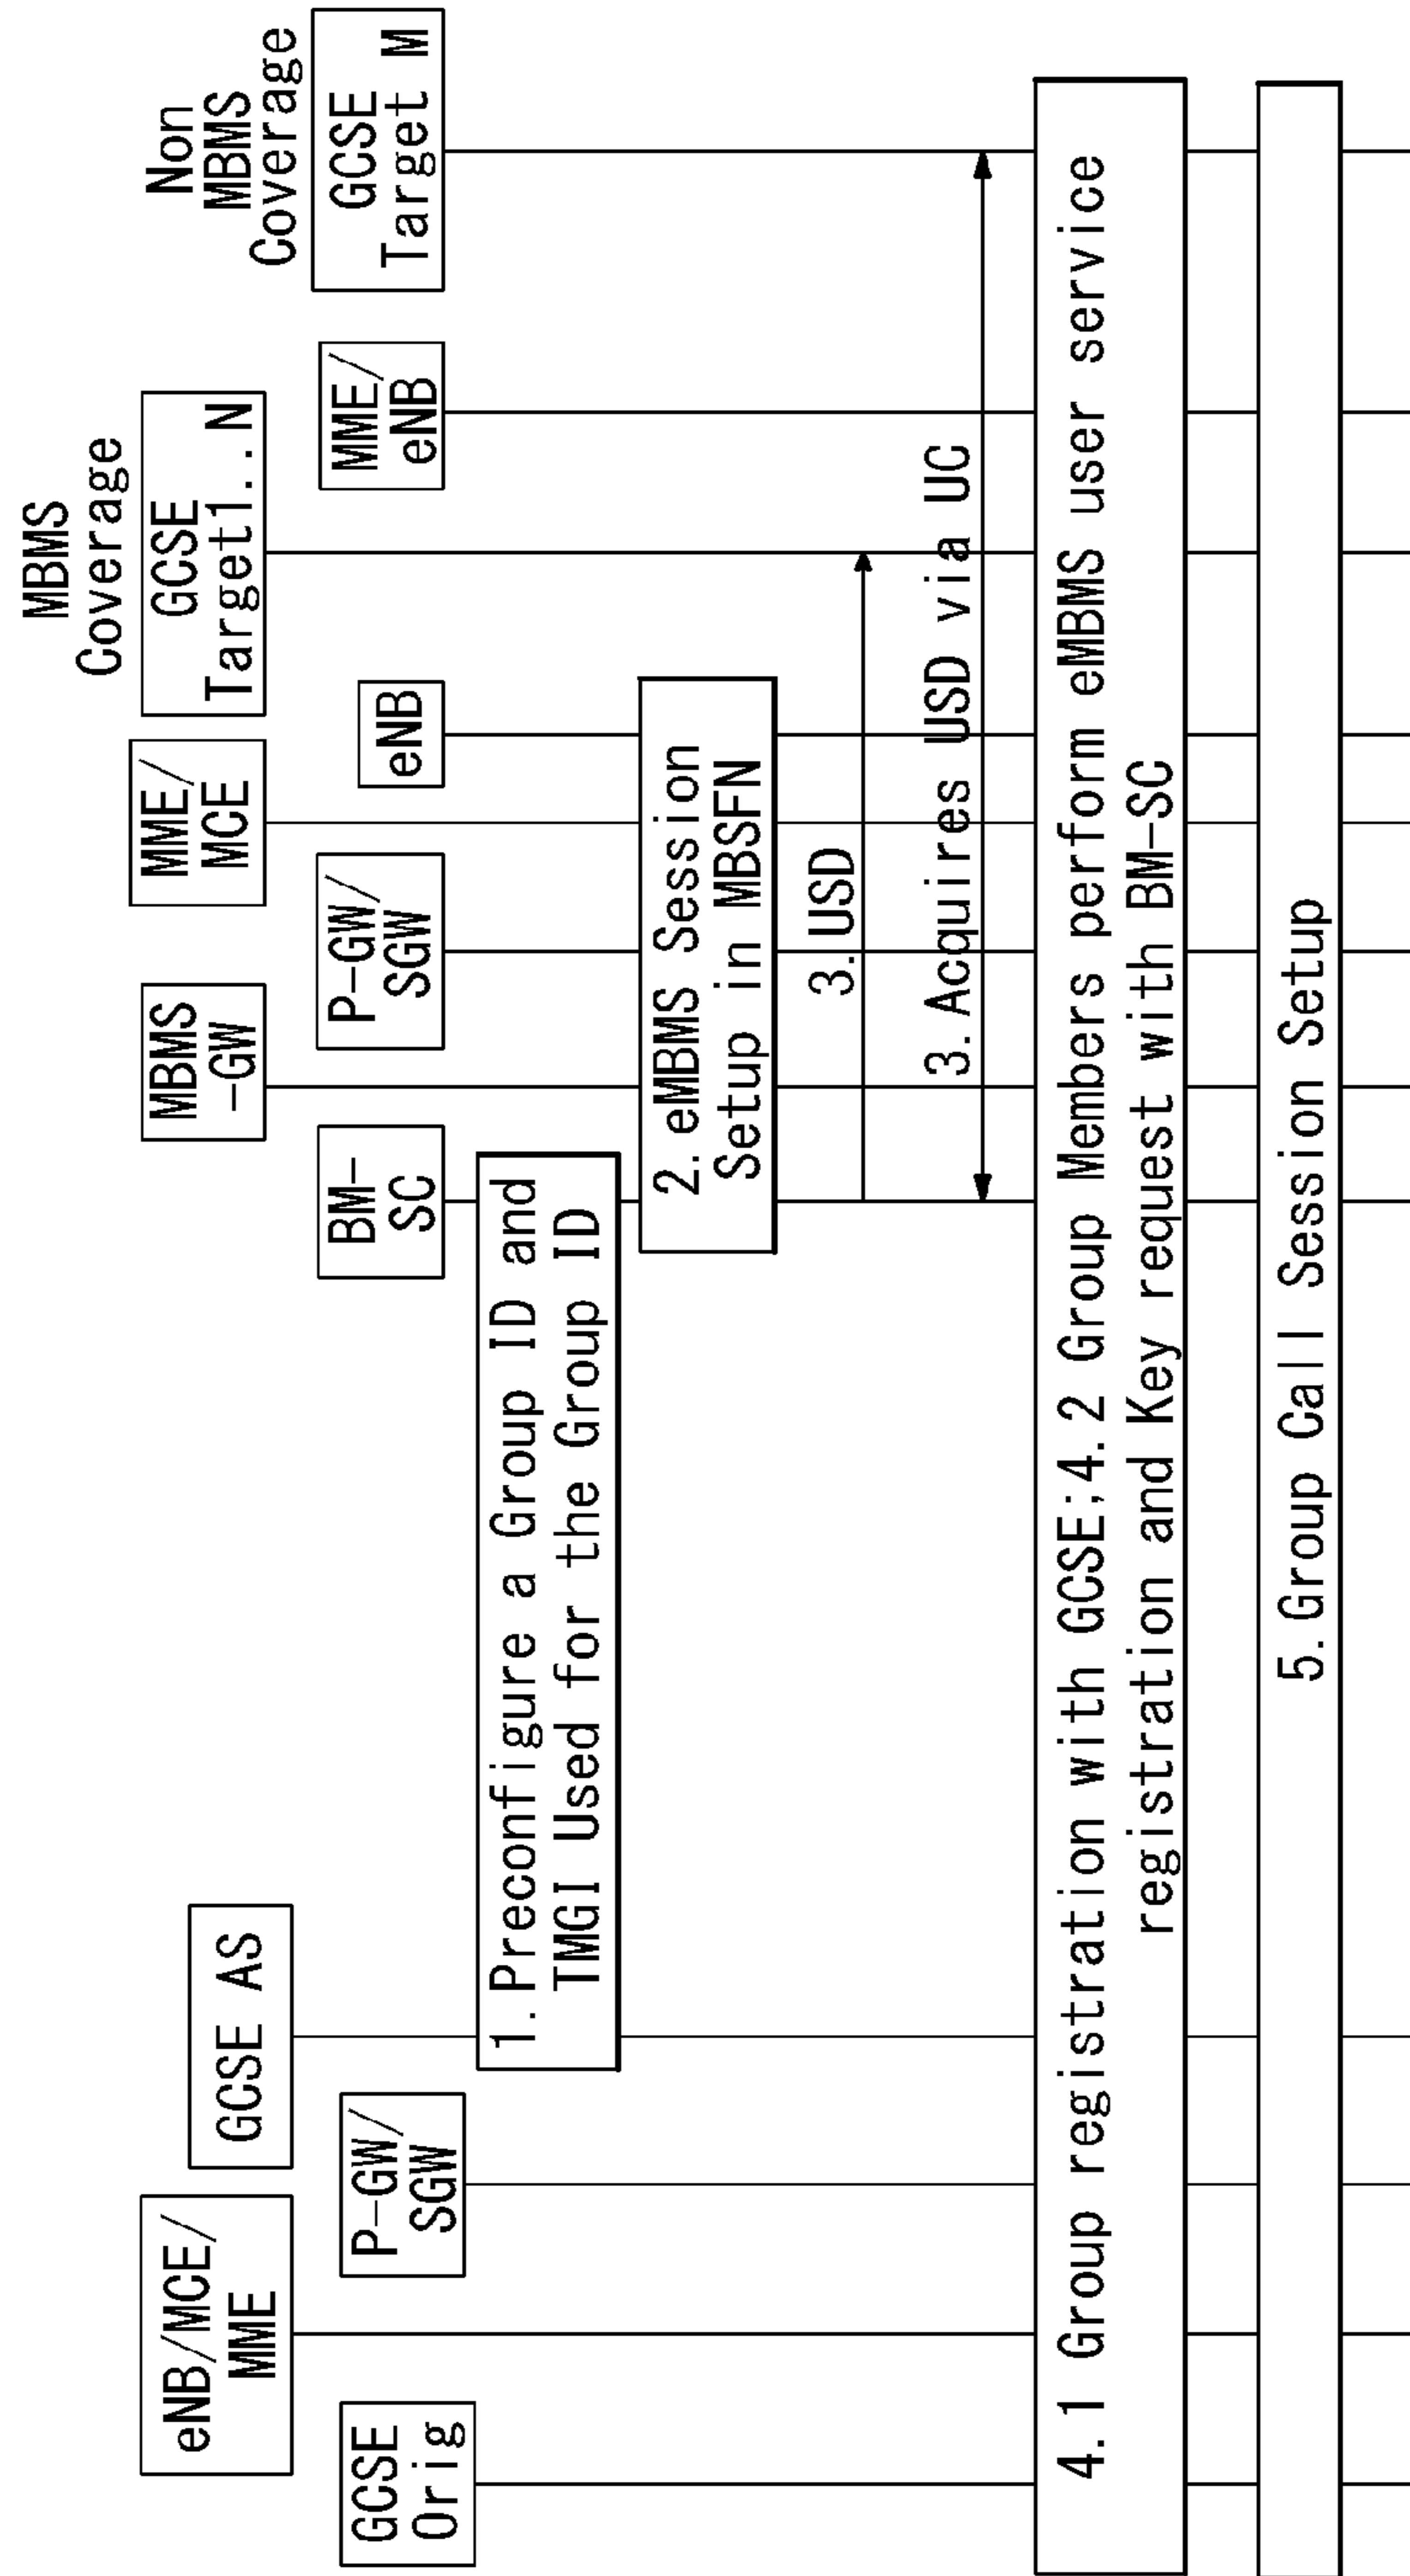 GCSE
Orig
eNB/MCE/
MME
P-GW/
SGW
GCSE AS
BM-
SC
MBMS
-GW
P-GW/
SGW
MME/
MCE
eNB
MBMS
Coverage
GCSE
Target1..N
MME/
eNB
Non
MBMS
Coverage
GCSE
Target M
1. Preconfigure a Group ID and
TMGI Used for the Group ID
2. eMBMS Session
Setup in MBSFN
3. USD
3. Acquires USD via UC
4.1 Group registration with GCSE;4.2 Group Members perform eMBMS user service
registration and Key request with BM-SC
5. Group Call Session Setup